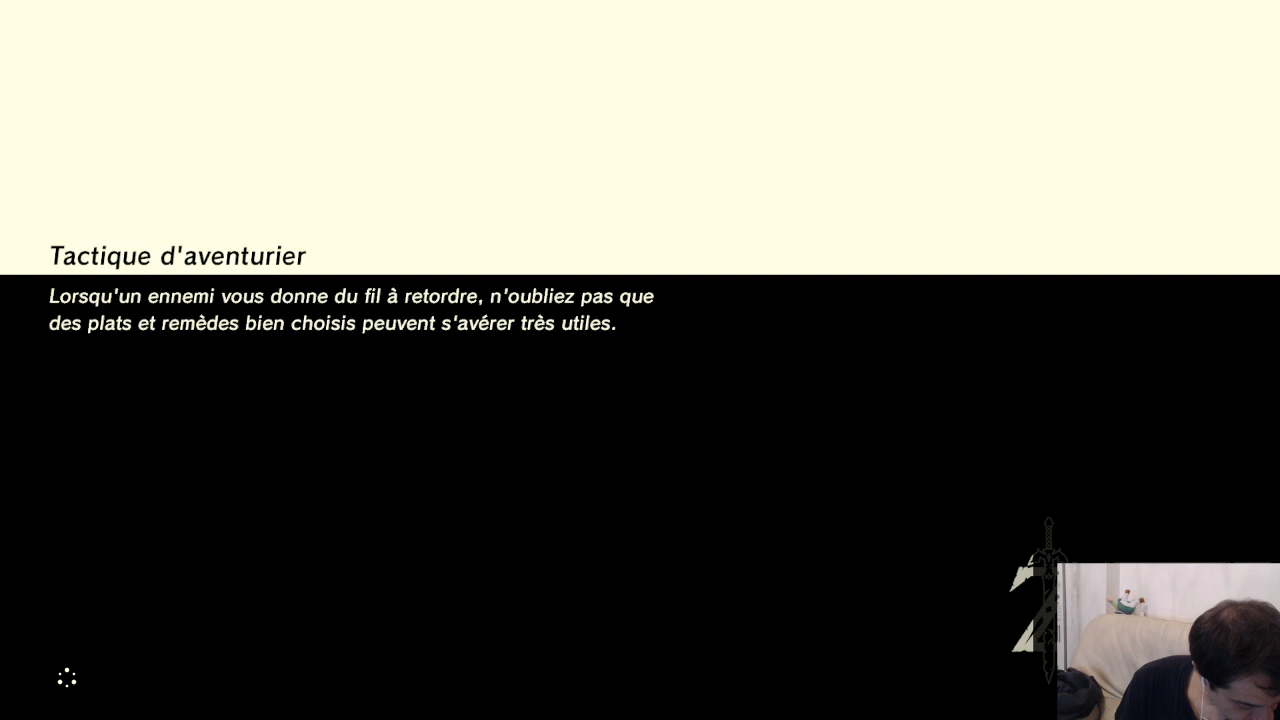 Tactique d'aventurier
Lorsqu'un ennemi vous donne du fil à retordre, n'oubliez pas que
des plats et remèdes bien choisis peuvent s'avérer très utiles.